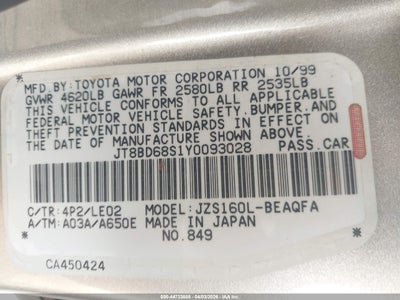 MFD.BY:TOYOTA MOTOR CORPORATION 10/99
GVWR 4620LB GAWR FR 2580LB RR 2535LB
THIS VEHICLE CONFORMS TO ALL APPLICABLE
FEDERAL MOTOR VEHICLE SAFETY,BUMPER,AND
THEFT PREVENTION STANDARDS IN EFFECT ON
THE DATE OF MANUFACTURE SHOWN ABOVE.
JT8BD68S1Y0093028 PASS.CAR
C/TR:4P2/LE02 MODEL:JZS160L-BEAQFA
A/TM:A03A/A650E MADE IN JAPAN
NO.849
CA450424